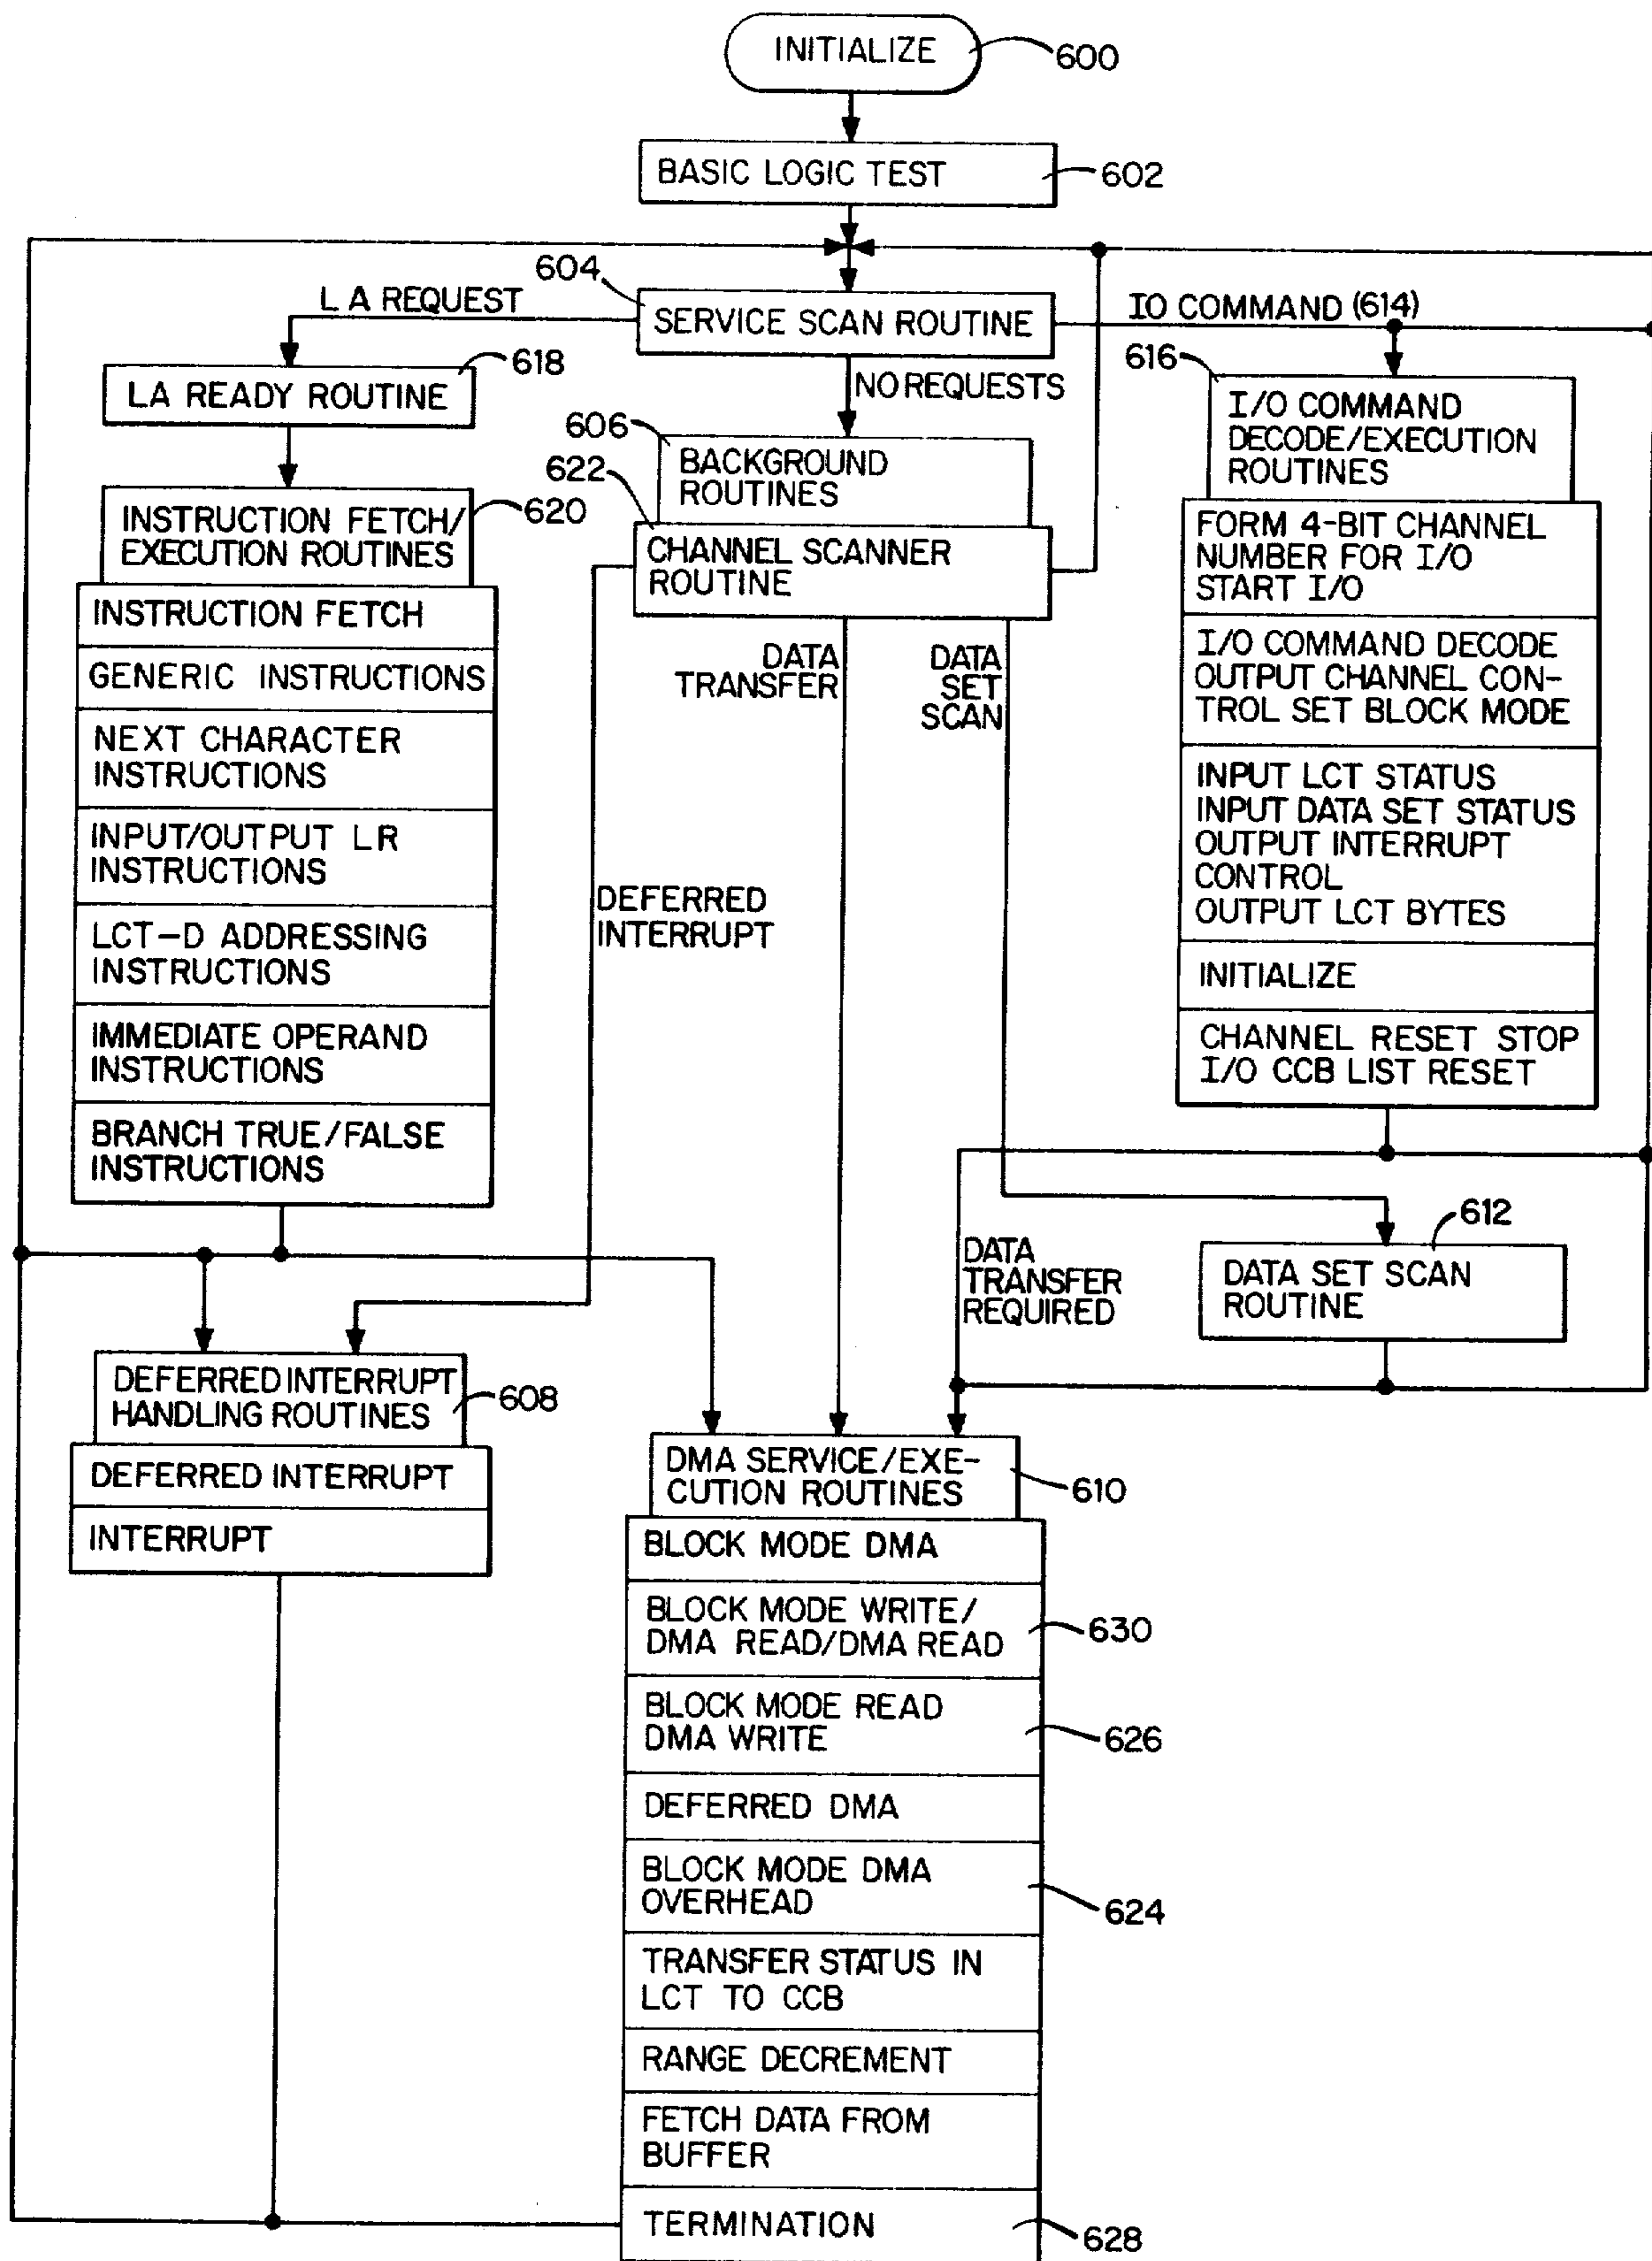 INITIALIZE
600
BASIC LOGIC TEST
602
604
LA REQUEST
SERVICE SCAN ROUTINE
IO COMMAND (614)
618
LA READY ROUTINE
NO REQUESTS
616
I/O COMMAND
DECODE/EXECUTION
ROUTINES
606
BACKGROUND
ROUTINES
622
CHANNEL SCANNER
ROUTINE
INSTRUCTION FETCH/
EXECUTION ROUTINES
620
INSTRUCTION FETCH
GENERIC INSTRUCTIONS
NEXT CHARACTER
INSTRUCTIONS
INPUT/OUTPUT LR
INSTRUCTIONS
LCT-D ADDRESSING
INSTRUCTIONS
IMMEDIATE OPERAND
INSTRUCTIONS
BRANCH TRUE/FALSE
INSTRUCTIONS
DEFERRED
INTERRUPT
DATA
TRANSFER
DATA
SET
SCAN
FORM 4-BIT CHANNEL
NUMBER FOR I/O
START I/O
I/O COMMAND DECODE
OUTPUT CHANNEL CON-
TROL SET BLOCK MODE
INPUT LCT STATUS
INPUT DATA SET STATUS
OUTPUT INTERRUPT
CONTROL
OUTPUT LCT BYTES
INITIALIZE
CHANNEL RESET STOP
I/O CCB LIST RESET
DATA
TRANSFER
REQUIRED
612
DATA SET SCAN
ROUTINE
DEFERRED INTERRUPT
HANDLING ROUTINES
608
DEFERRED INTERRUPT
INTERRUPT
DMA SERVICE/EXE-
CUTION ROUTINES
610
BLOCK MODE DMA
BLOCK MODE WRITE/
DMA READ/DMA READ
630
BLOCK MODE READ
DMA WRITE
626
DEFERRED DMA
BLOCK MODE DMA
OVERHEAD
624
TRANSFER STATUS IN
LCT TO CCB
RANGE DECREMENT
FETCH DATA FROM
BUFFER
TERMINATION
628